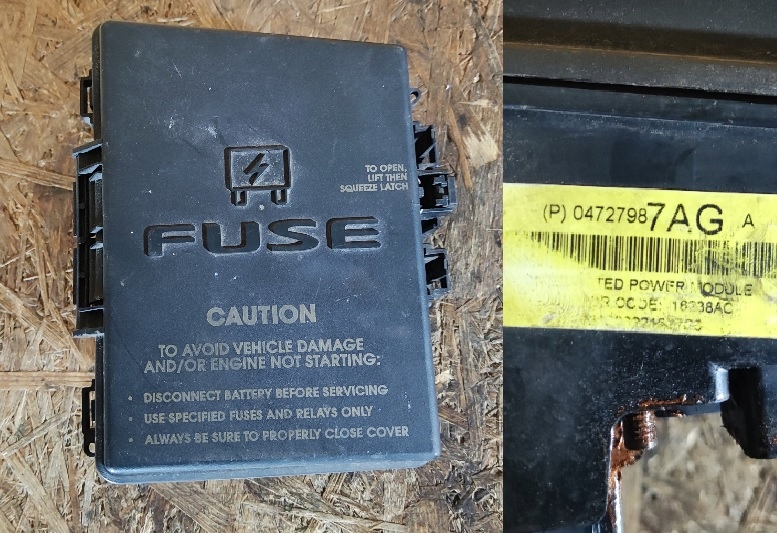 TO OPEN,
LIFT THEN
SQUEEZE LATCH
FUSE
CAUTION
TO AVOID VEHICLE DAMAGE
AND/OR ENGINE NOT STARTING:
• DISCONNECT BATTERY BEFORE SERVICING
• USE SPECIFIED FUSES AND RELAYS ONLY
• ALWAYS BE SURE TO PROPERLY CLOSE COVER
(P) 04727987AG A
TED POWER MODULE
CODE: 18238AC